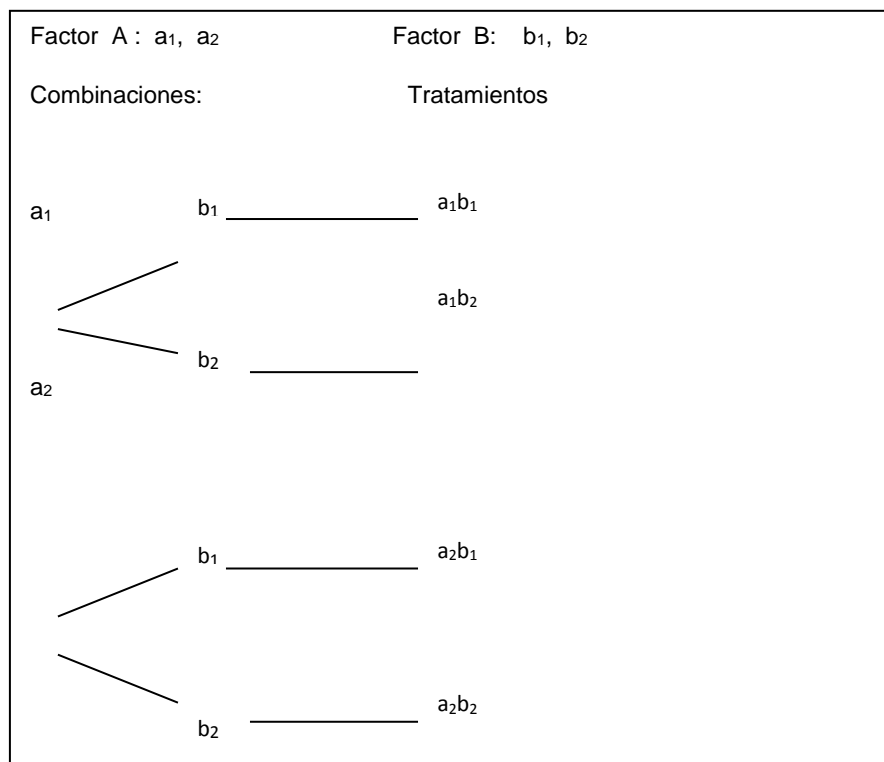 Factor A : a₁, a₂ Factor B: b₁, b₂
Combinaciones: Tratamientos
a₁ b₁ a₁b₁
a₁b₂
b₂
a₂
b₁ a₂b₁
b₂ a₂b₂